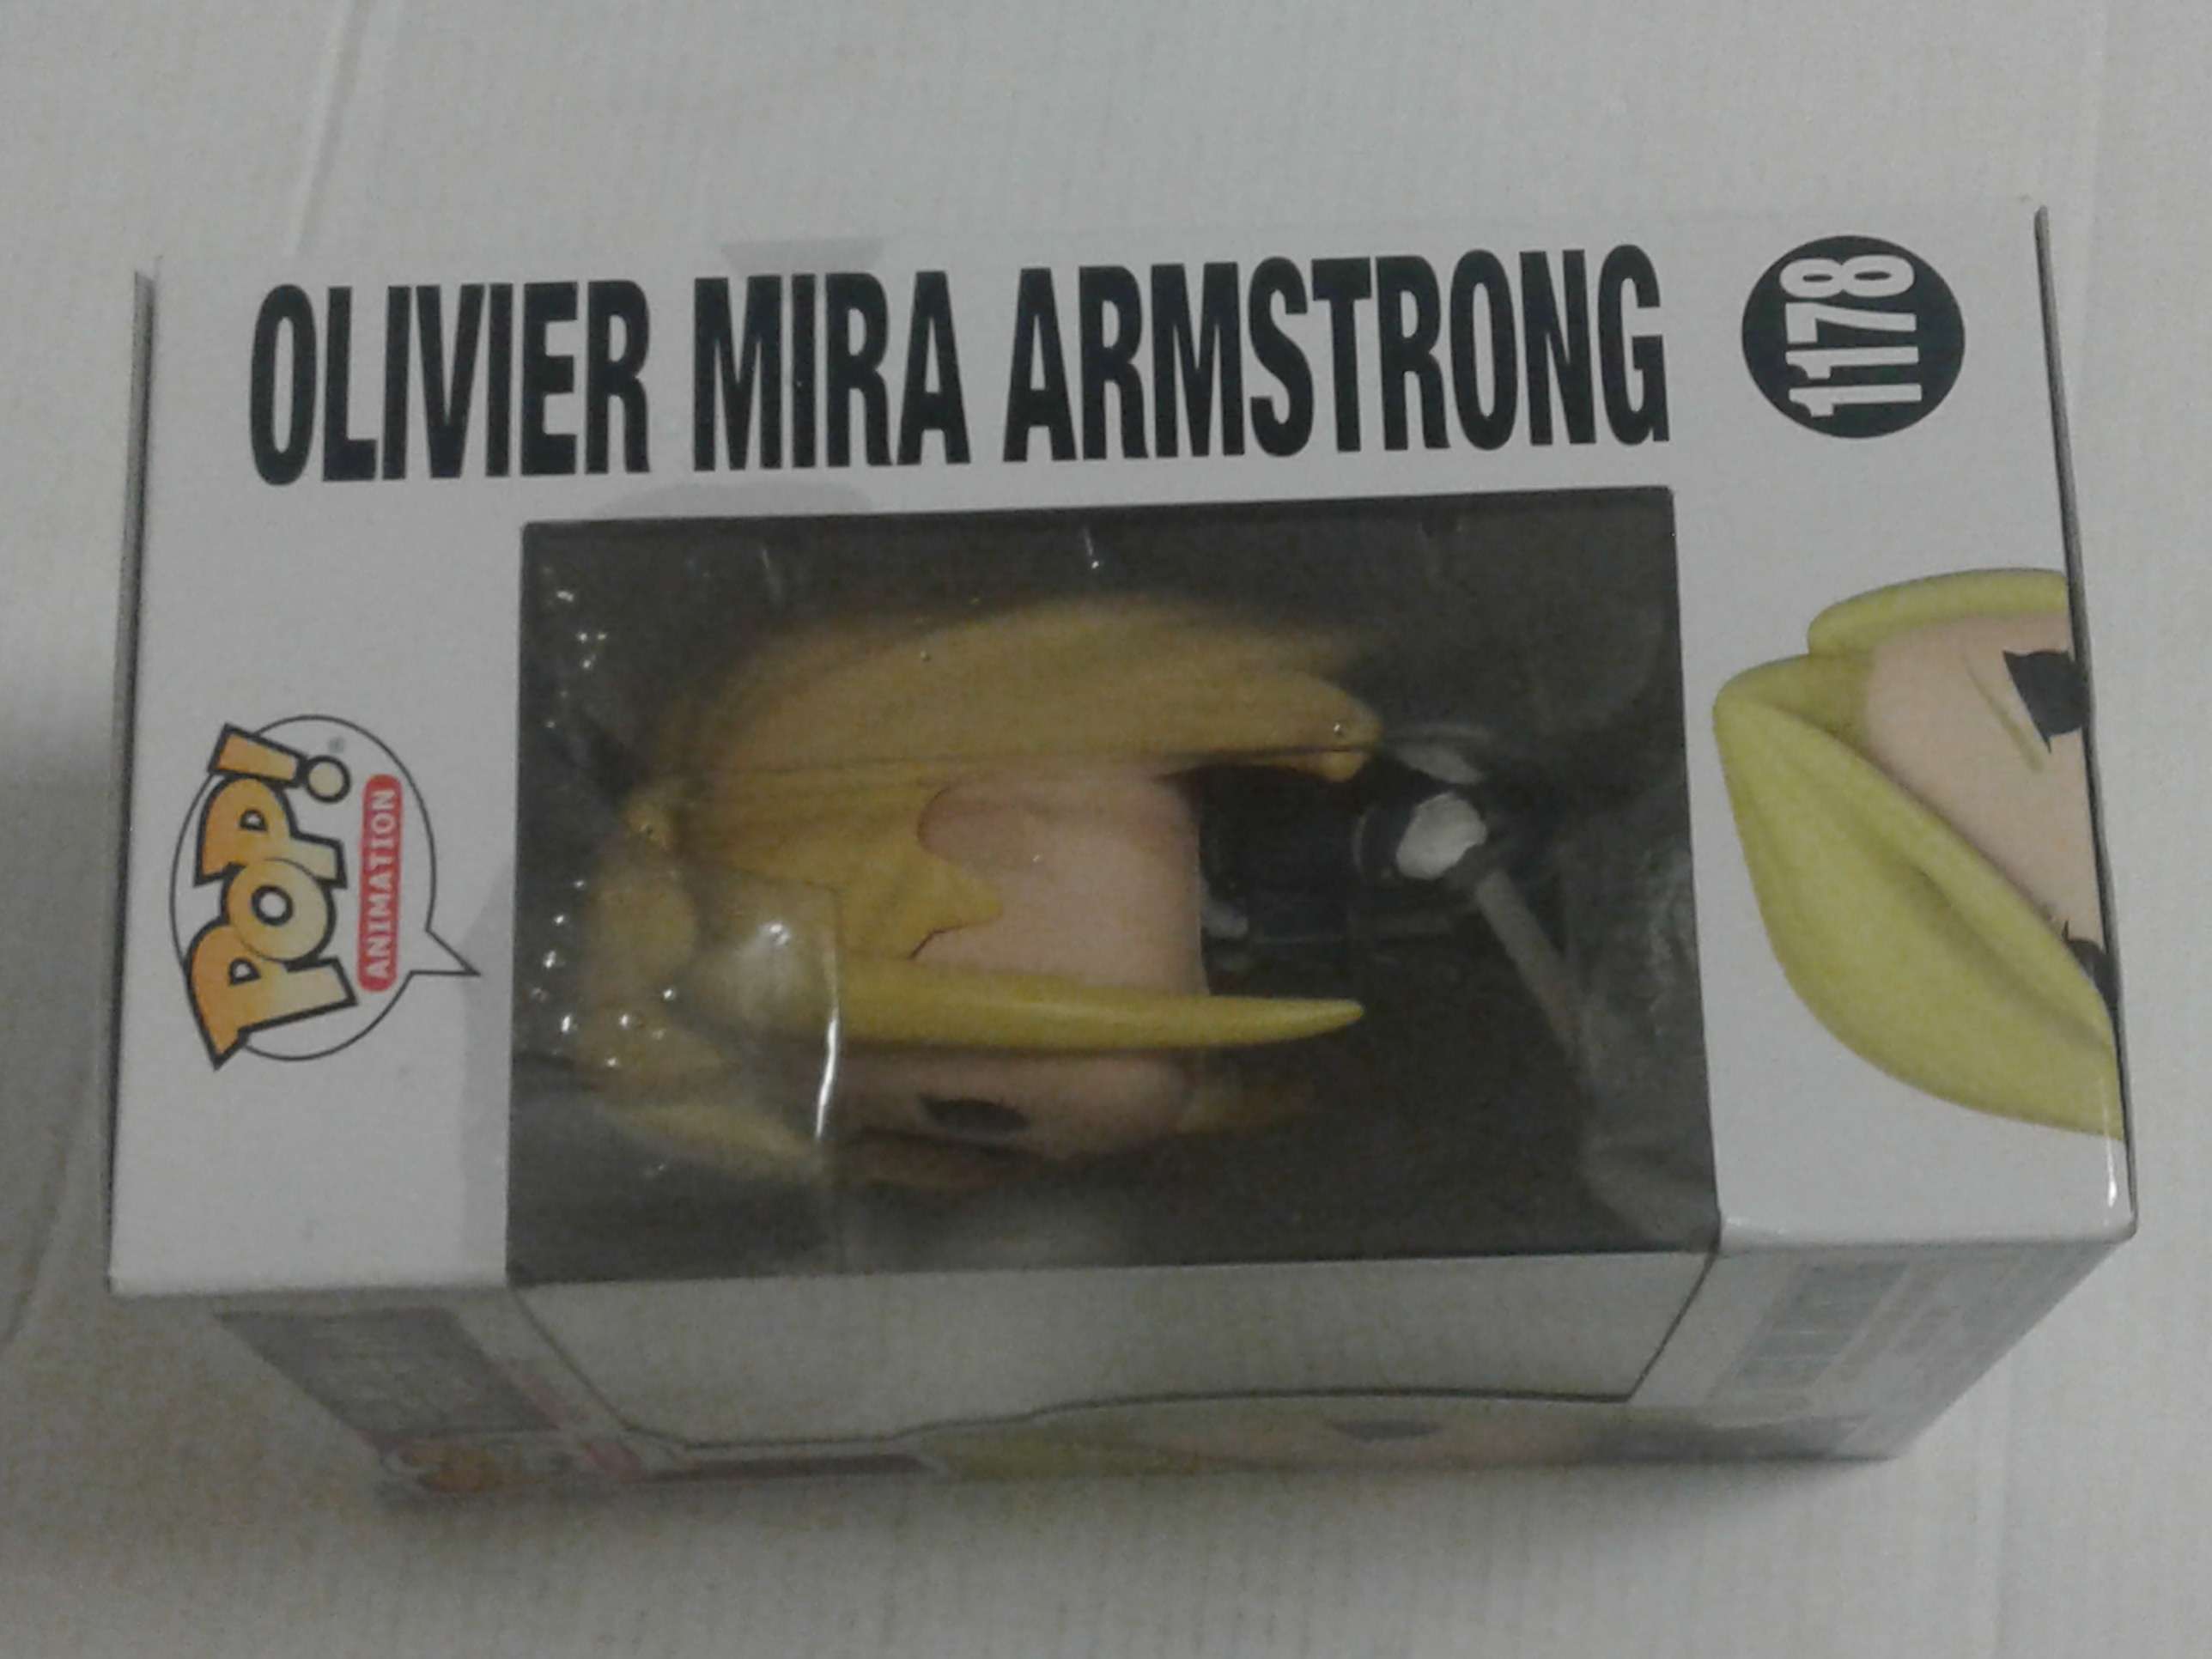 OLIVIER MIRA ARMSTRONG
1178
POP!
ANIMATION